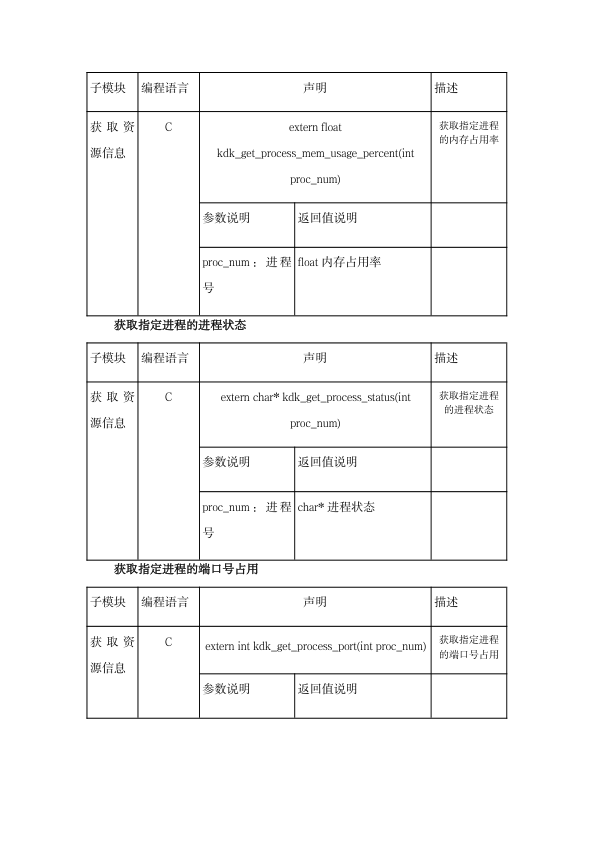 子模块 编程语言 声明 描述
获取资 C extern float 获取指定进程
源信息 kdk_get_process_mem_usage_percent(int 的内存占用率
proc_num)
参数说明 返回值说明
proc_num：进程 float 内存占用率
号
获取指定进程的进程状态
子模块 编程语言 声明 描述
获取资 C extern char* kdk_get_process_status(int 获取指定进程
源信息 proc_num) 的进程状态
参数说明 返回值说明
proc_num：进程 char* 进程状态
号
获取指定进程的端口号占用
子模块 编程语言 声明 描述
获取资 C extern int kdk_get_process_port(int proc_num) 获取指定进程
源信息 的端口号占用
参数说明 返回值说明